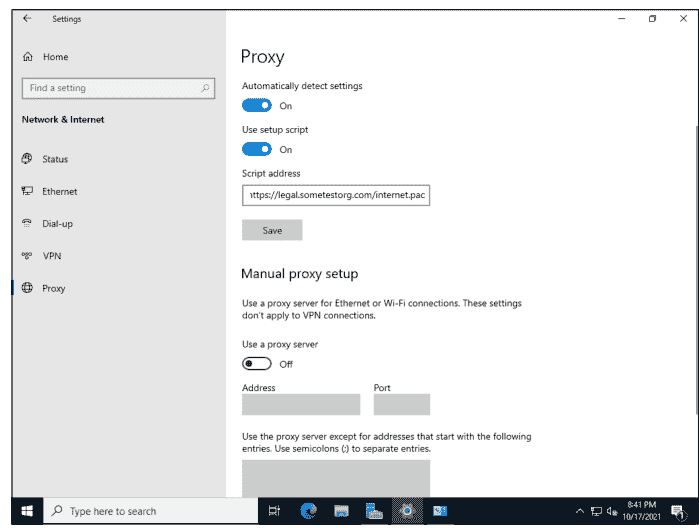 Settings
Home
Find a setting
Network & Internet
Status
Ethernet
Dial-up
VPN
Proxy
Proxy
Automatically detect settings
On
Use setup script
On
Script address
ttps://legal.sometestorg.com/internet.pac
Save
Manual proxy setup
Use a proxy server for Ethernet or Wi-Fi connections. These settings
don't apply to VPN connections.
Use a proxy server
Off
Address Port
Use the proxy server except for addresses that start with the following
entries. Use semicolons (;) to separate entries.
Type here to search
8:41 PM
10/17/2021
1